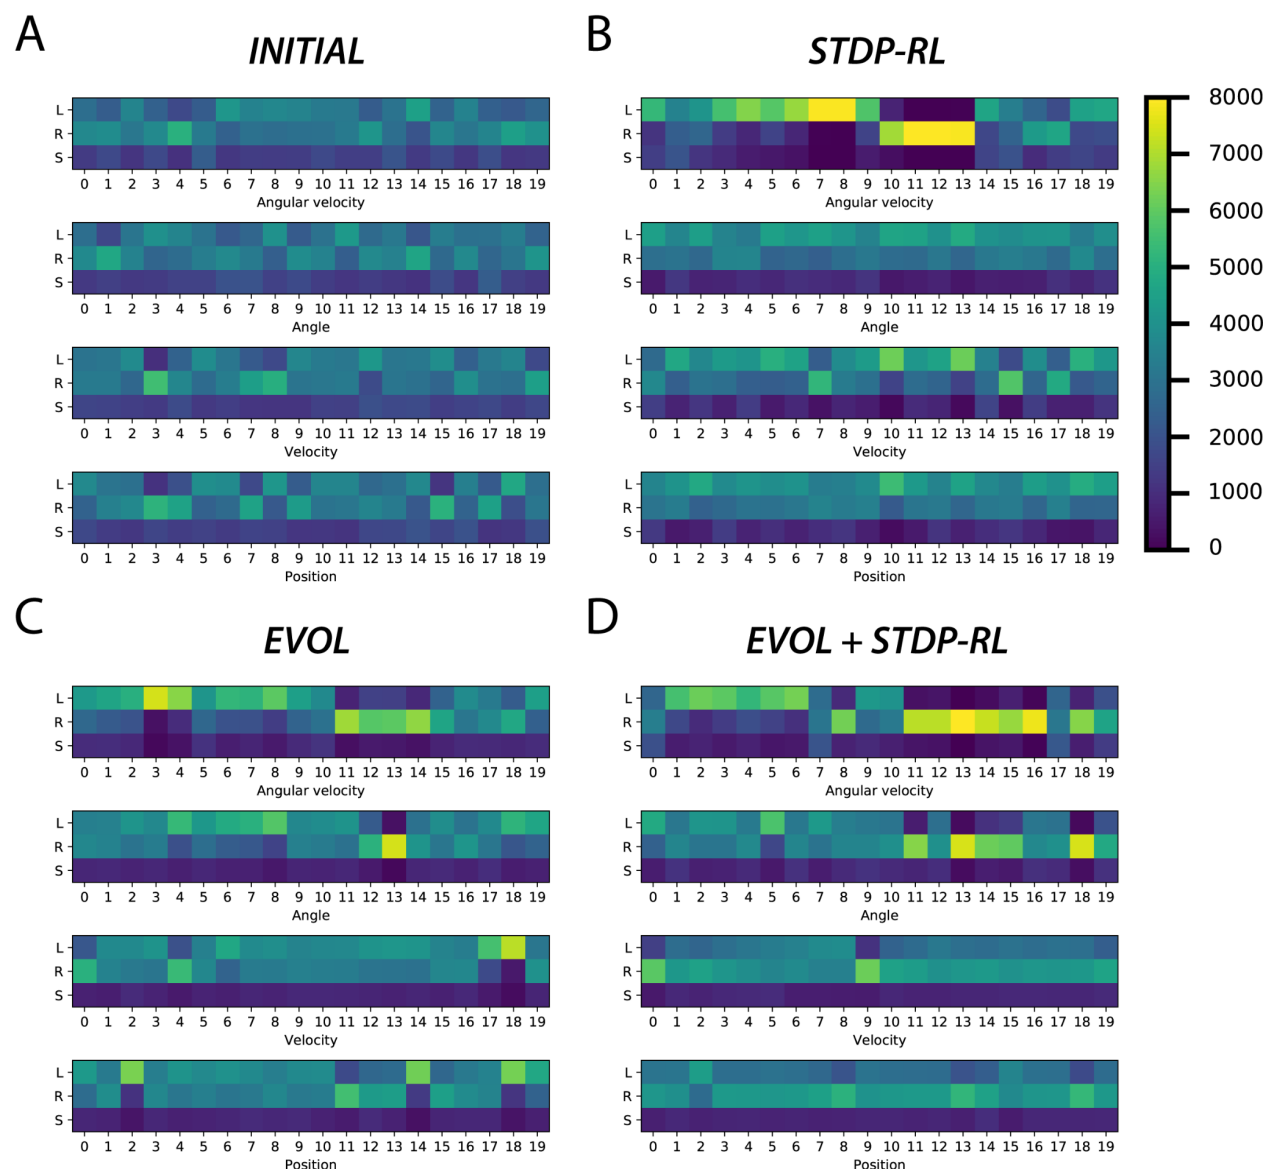 A
INITIAL
L
R
S
0 1 2 3 4 5 6 7 8 9 10 11 12 13 14 15 16 17 18 19
Angular velocity
L
R
S
0 1 2 3 4 5 6 7 8 9 10 11 12 13 14 15 16 17 18 19
Angle
L
R
S
0 1 2 3 4 5 6 7 8 9 10 11 12 13 14 15 16 17 18 19
Velocity
L
R
S
0 1 2 3 4 5 6 7 8 9 10 11 12 13 14 15 16 17 18 19
Position
B
STDP-RL
L
R
S
0 1 2 3 4 5 6 7 8 9 10 11 12 13 14 15 16 17 18 19
Angular velocity
L
R
S
0 1 2 3 4 5 6 7 8 9 10 11 12 13 14 15 16 17 18 19
Angle
L
R
S
0 1 2 3 4 5 6 7 8 9 10 11 12 13 14 15 16 17 18 19
Velocity
L
R
S
0 1 2 3 4 5 6 7 8 9 10 11 12 13 14 15 16 17 18 19
Position
8000
7000
6000
5000
4000
3000
2000
1000
0
C
EVOL
L
R
S
0 1 2 3 4 5 6 7 8 9 10 11 12 13 14 15 16 17 18 19
Angular velocity
L
R
S
0 1 2 3 4 5 6 7 8 9 10 11 12 13 14 15 16 17 18 19
Angle
L
R
S
0 1 2 3 4 5 6 7 8 9 10 11 12 13 14 15 16 17 18 19
Velocity
L
R
S
0 1 2 3 4 5 6 7 8 9 10 11 12 13 14 15 16 17 18 19
Position
D
EVOL + STDP-RL
L
R
S
0 1 2 3 4 5 6 7 8 9 10 11 12 13 14 15 16 17 18 19
Angular velocity
L
R
S
0 1 2 3 4 5 6 7 8 9 10 11 12 13 14 15 16 17 18 19
Angle
L
R
S
0 1 2 3 4 5 6 7 8 9 10 11 12 13 14 15 16 17 18 19
Velocity
L
R
S
0 1 2 3 4 5 6 7 8 9 10 11 12 13 14 15 16 17 18 19
Position